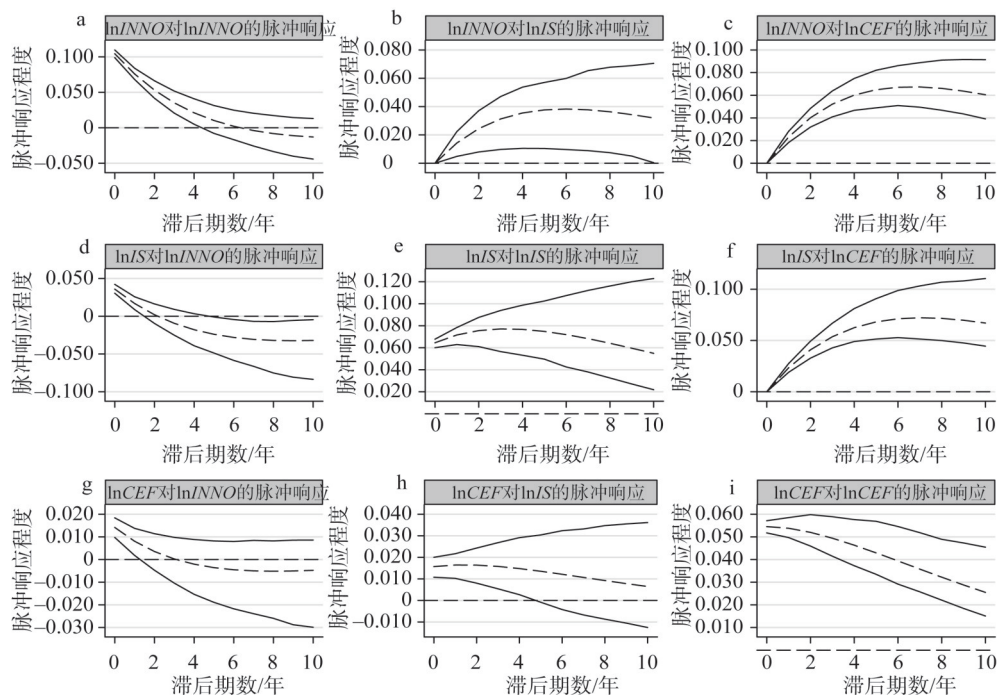 a
lnINNO对lnINNO的脉冲响应
脉冲响应程度
0.100
0.050
0
–0.050
0 2 4 6 8 10
滞后期数/年
b
lnINNO对lnIS的脉冲响应
脉冲响应程度
0.080
0.060
0.040
0.020
0
0 2 4 6 8 10
滞后期数/年
c
lnINNO对lnCEF的脉冲响应
脉冲响应程度
0.100
0.080
0.060
0.040
0.020
0
0 2 4 6 8 10
滞后期数/年
d
lnIS对lnINNO的脉冲响应
脉冲响应程度
0.050
0
–0.050
–0.100
0 2 4 6 8 10
滞后期数/年
e
lnIS对lnIS的脉冲响应
脉冲响应程度
0.120
0.100
0.080
0.060
0.040
0.020
0 2 4 6 8 10
滞后期数/年
f
lnIS对lnCEF的脉冲响应
脉冲响应程度
0.100
0.050
0
0 2 4 6 8 10
滞后期数/年
g
lnCEF对lnINNO的脉冲响应
脉冲响应程度
0.020
0.010
0
–0.010
–0.020
–0.030
0 2 4 6 8 10
滞后期数/年
h
lnCEF对lnIS的脉冲响应
脉冲响应程度
0.040
0.030
0.020
0.010
0
–0.010
0 2 4 6 8 10
滞后期数/年
i
lnCEF对lnCEF的脉冲响应
脉冲响应程度
0.060
0.050
0.040
0.030
0.020
0.010
0 2 4 6 8 10
滞后期数/年